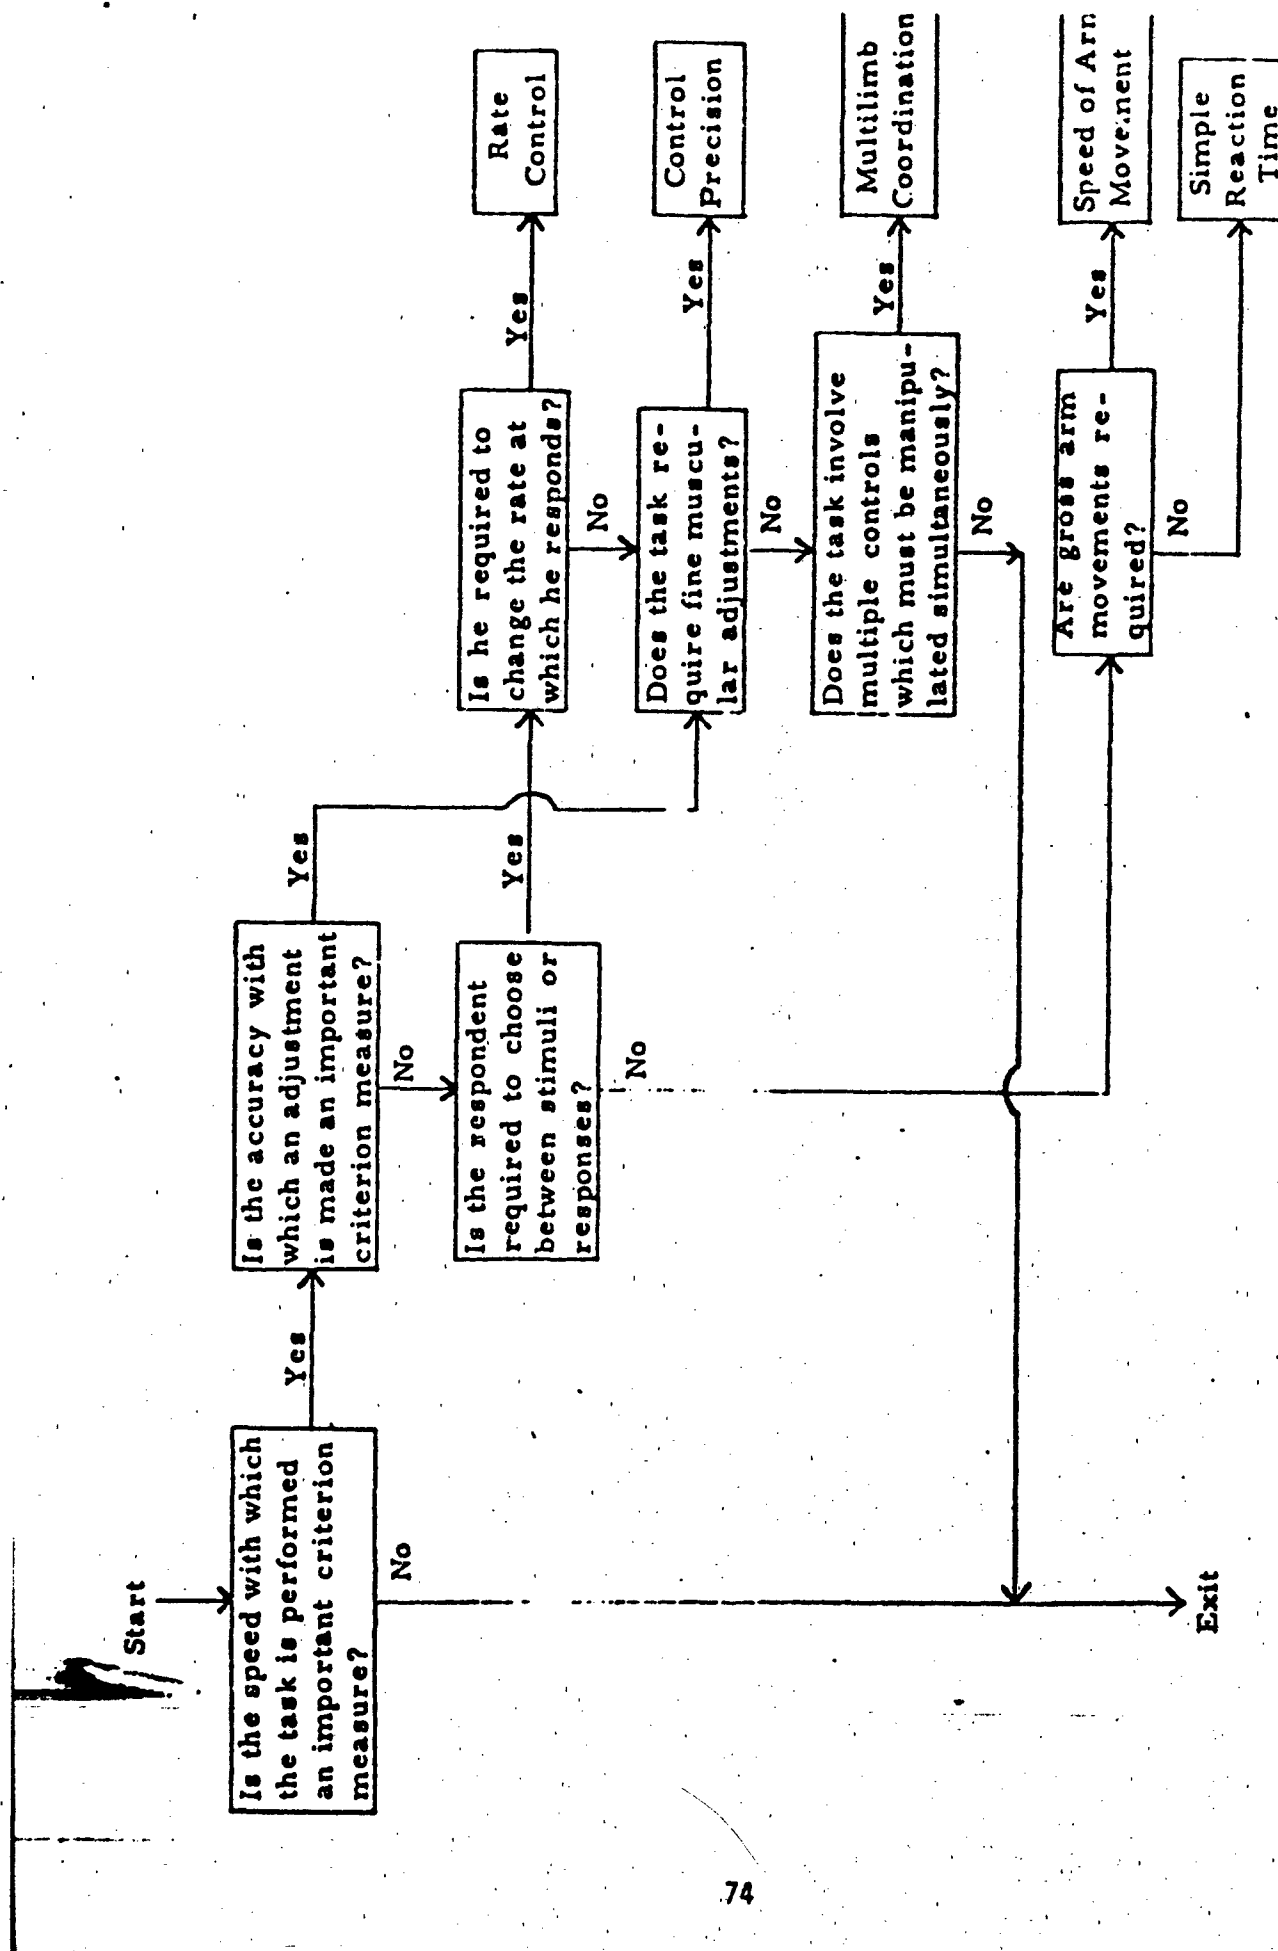 Start
Is the speed with which
the task is performed
an important criterion
measure?
Yes
No
Exit
Is the accuracy with
which an adjustment
is made an important
criterion measure?
Yes
No
Is the respondent
required to choose
between stimuli or
responses?
Yes
No
Is he required to
change the rate at
which he responds?
Yes
No
Rate
Control
Does the task re-
quire fine muscu-
lar adjustments?
Yes
No
Control
Precision
Does the task involve
multiple controls
which must be manipu-
lated simultaneously?
Yes
No
Multilimb
Coordination
Are gross arm
movements re-
quired?
Yes
No
Speed of Arm
Movement
Simple
Reaction
Time
74